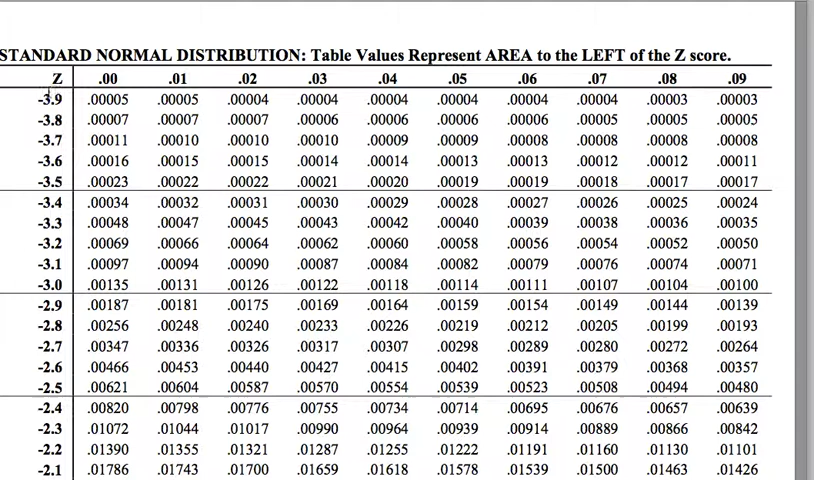 STANDARD NORMAL DISTRIBUTION: Table Values Represent AREA to the LEFT of the Z score.
Z .00 .01 .02 .03 .04 .05 .06 .07 .08 .09
-3.9 .00005 .00005 .00004 .00004 .00004 .00004 .00004 .00004 .00003 .00003
-3.8 .00007 .00007 .00007 .00006 .00006 .00006 .00006 .00005 .00005 .00005
-3.7 .00011 .00010 .00010 .00010 .00009 .00009 .00008 .00008 .00008 .00008
-3.6 .00016 .00015 .00015 .00014 .00014 .00013 .00013 .00012 .00012 .00011
-3.5 .00023 .00022 .00022 .00021 .00020 .00019 .00019 .00018 .00017 .00017
-3.4 .00034 .00032 .00031 .00030 .00029 .00028 .00027 .00026 .00025 .00024
-3.3 .00048 .00047 .00045 .00043 .00042 .00040 .00039 .00038 .00036 .00035
-3.2 .00069 .00066 .00064 .00062 .00060 .00058 .00056 .00054 .00052 .00050
-3.1 .00097 .00094 .00090 .00087 .00084 .00082 .00079 .00076 .00074 .00071
-3.0 .00135 .00131 .00126 .00122 .00118 .00114 .00111 .00107 .00104 .00100
-2.9 .00187 .00181 .00175 .00169 .00164 .00159 .00154 .00149 .00144 .00139
-2.8 .00256 .00248 .00240 .00233 .00226 .00219 .00212 .00205 .00199 .00193
-2.7 .00347 .00336 .00326 .00317 .00307 .00298 .00289 .00280 .00272 .00264
-2.6 .00466 .00453 .00440 .00427 .00415 .00402 .00391 .00379 .00368 .00357
-2.5 .00621 .00604 .00587 .00570 .00554 .00539 .00523 .00508 .00494 .00480
-2.4 .00820 .00798 .00776 .00755 .00734 .00714 .00695 .00676 .00657 .00639
-2.3 .01072 .01044 .01017 .00990 .00964 .00939 .00914 .00889 .00866 .00842
-2.2 .01390 .01355 .01321 .01287 .01255 .01222 .01191 .01160 .01130 .01101
-2.1 .01786 .01743 .01700 .01659 .01618 .01578 .01539 .01500 .01463 .01426